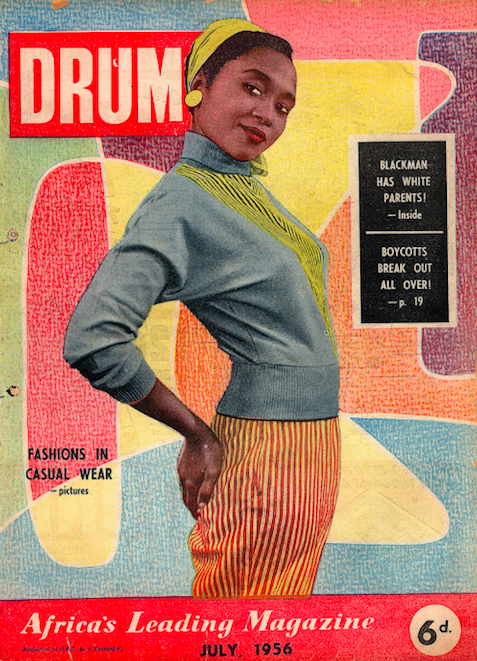 DRUM
BLACKMAN
HAS WHITE
PARENTS!
— Inside
BOYCOTTS
BREAK OUT
ALL OVER!
— p. 19
FASHIONS IN
CASUAL WEAR
— pictures
Africa's Leading Magazine
6d.
JULY, 1956